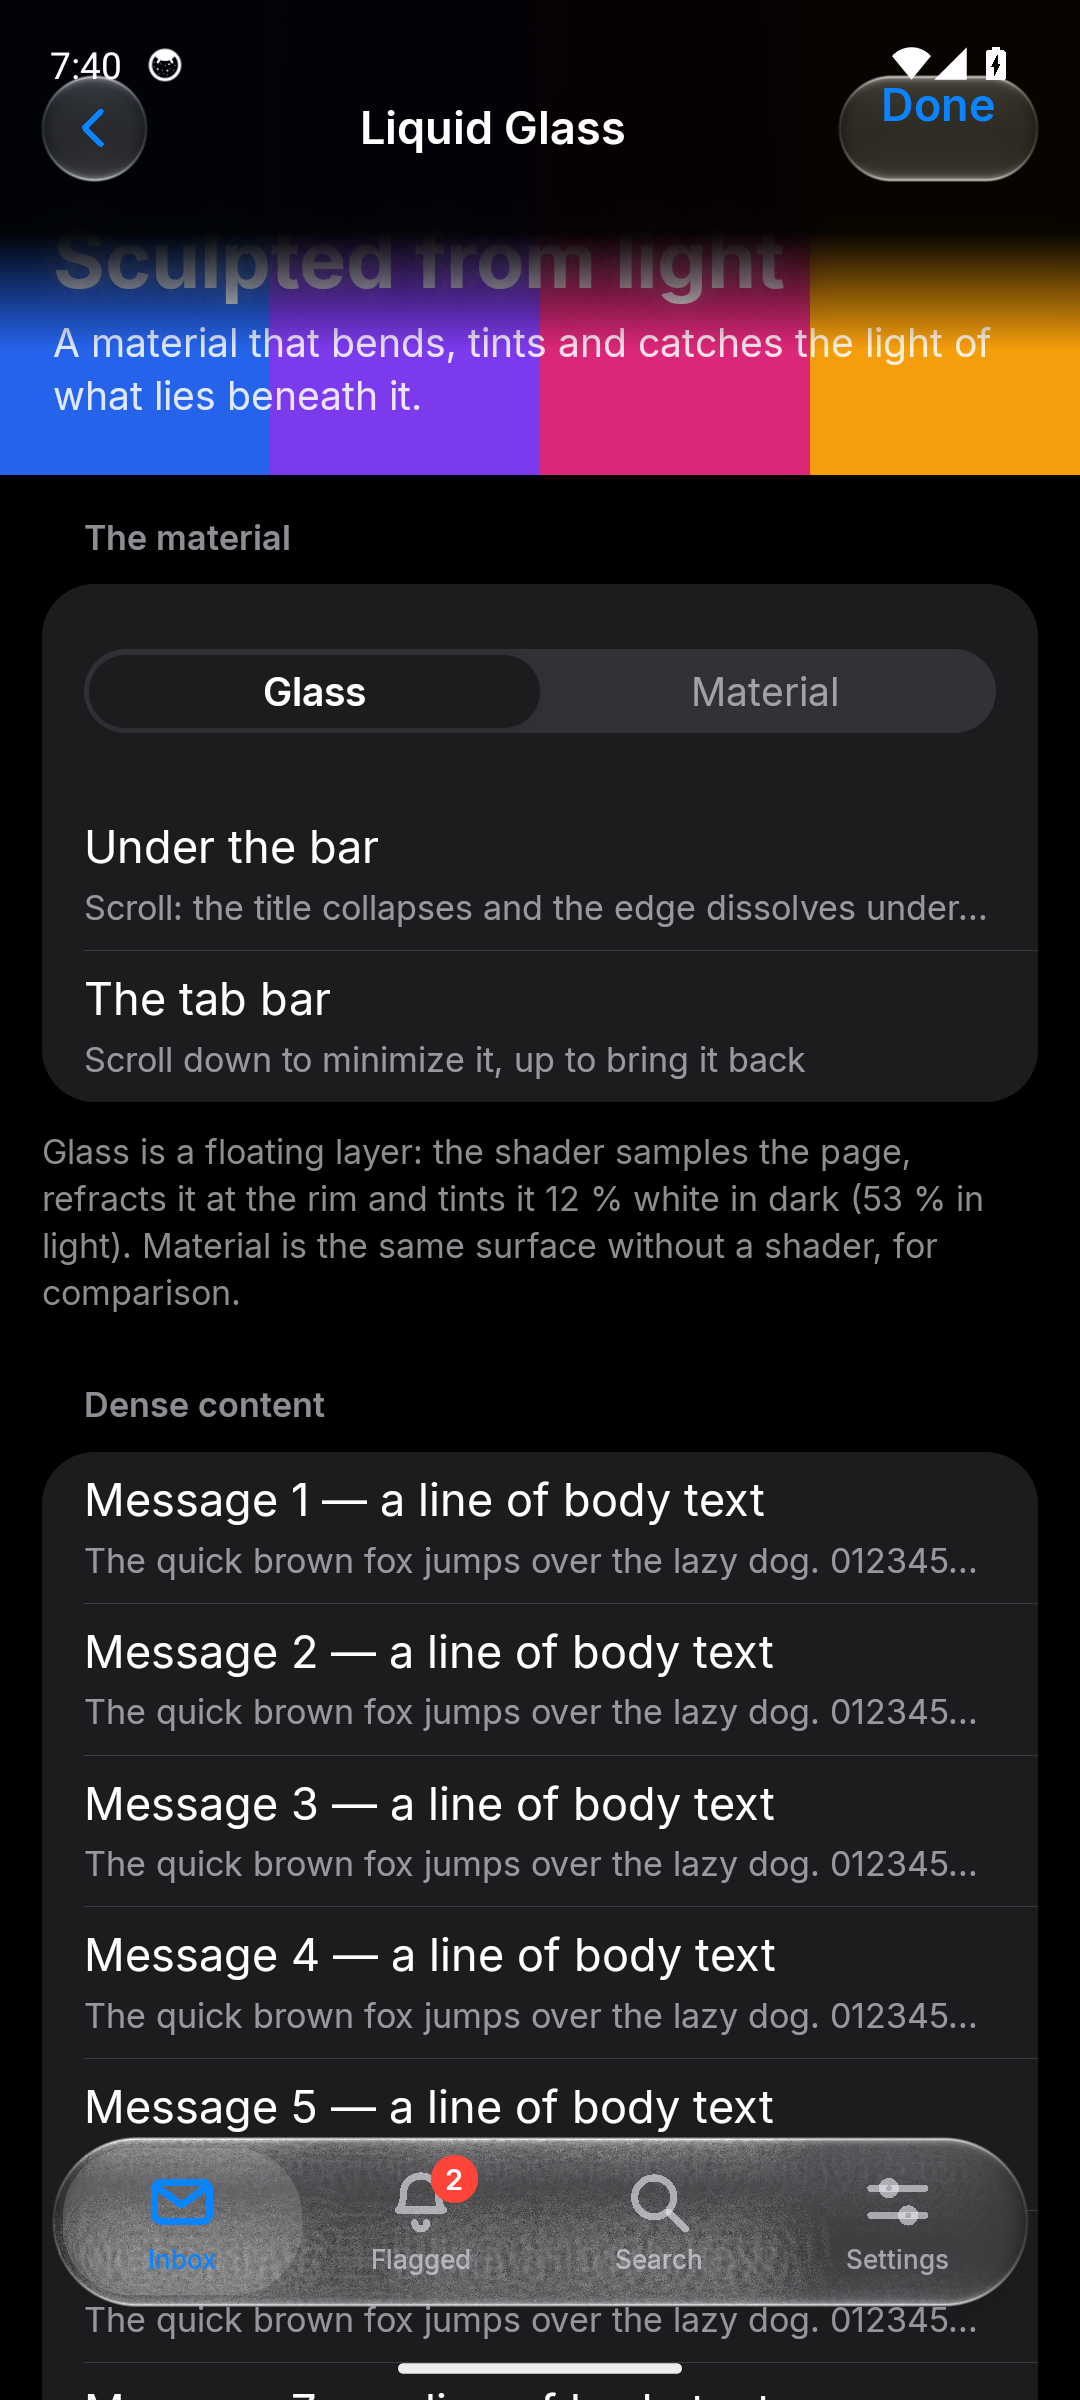 7:40
Liquid Glass
Done
Sculpted from light
A material that bends, tints and catches the light of
what lies beneath it.
The material
Glass
Material
Under the bar
Scroll: the title collapses and the edge dissolves under...
The tab bar
Scroll down to minimize it, up to bring it back
Glass is a floating layer: the shader samples the page,
refracts it at the rim and tints it 12 % white in dark (53 % in
light). Material is the same surface without a shader, for
comparison.
Dense content
Message 1 — a line of body text
The quick brown fox jumps over the lazy dog. 012345...
Message 2 — a line of body text
The quick brown fox jumps over the lazy dog. 012345...
Message 3 — a line of body text
The quick brown fox jumps over the lazy dog. 012345...
Message 4 — a line of body text
The quick brown fox jumps over the lazy dog. 012345...
Message 5 — a line of body text
2
Inbox
Flagged
Search
Settings
The quick brown fox jumps over the lazy dog. 012345...